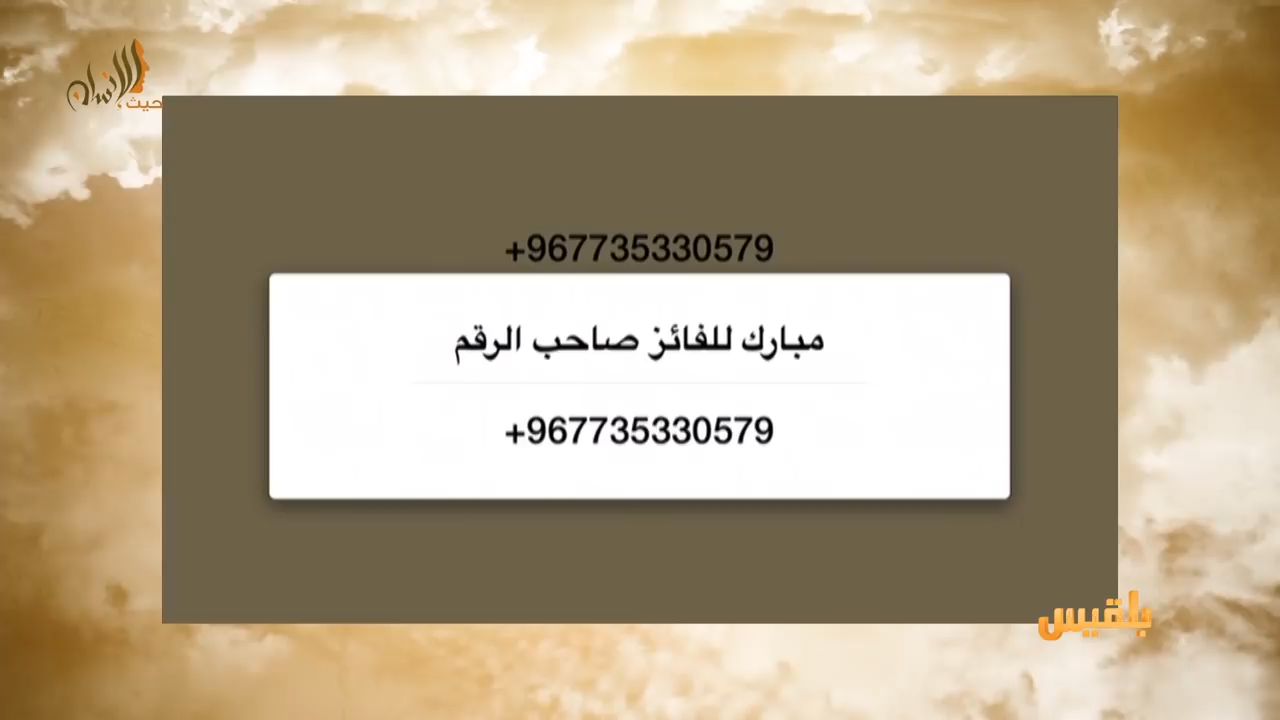 حيث الإنسان
+967735330579
مبارك للفائز صاحب الرقم
+967735330579
بلقيس